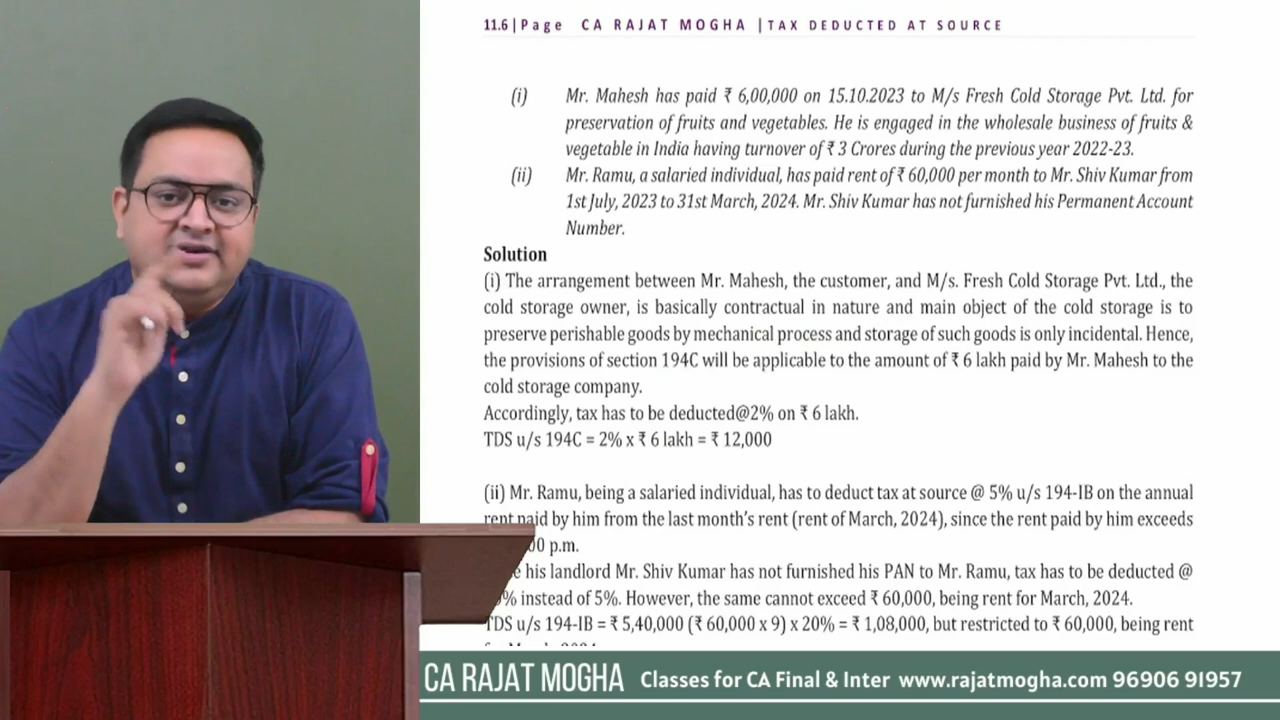 11.6|Page CA RAJAT MOGHA |TAX DEDUCTED AT SOURCE
(i) Mr. Mahesh has paid ₹ 6,00,000 on 15.10.2023 to M/s Fresh Cold Storage Pvt. Ltd. for
preservation of fruits and vegetables. He is engaged in the wholesale business of fruits &
vegetable in India having turnover of ₹ 3 Crores during the previous year 2022-23.
(ii) Mr. Ramu, a salaried individual, has paid rent of ₹ 60,000 per month to Mr. Shiv Kumar from
1st July, 2023 to 31st March, 2024. Mr. Shiv Kumar has not furnished his Permanent Account
Number.
Solution
(i) The arrangement between Mr. Mahesh, the customer, and M/s. Fresh Cold Storage Pvt. Ltd., the
cold storage owner, is basically contractual in nature and main object of the cold storage is to
preserve perishable goods by mechanical process and storage of such goods is only incidental. Hence,
the provisions of section 194C will be applicable to the amount of ₹ 6 lakh paid by Mr. Mahesh to the
cold storage company.
Accordingly, tax has to be deducted@2% on ₹ 6 lakh.
TDS u/s 194C = 2% x ₹ 6 lakh = ₹ 12,000
(ii) Mr. Ramu, being a salaried individual, has to deduct tax at source @ 5% u/s 194-IB on the annual
rent paid by him from the last month's rent (rent of March, 2024), since the rent paid by him exceeds
p.m.
his landlord Mr. Shiv Kumar has not furnished his PAN to Mr. Ramu, tax has to be deducted @
instead of 5%. However, the same cannot exceed ₹ 60,000, being rent for March, 2024.
TDS u/s 194-IB = ₹ 5,40,000 (₹ 60,000 x 9) x 20% = ₹ 1,08,000, but restricted to ₹ 60,000, being rent
CA RAJAT MOGHA Classes for CA Final & Inter www.rajatmogha.com 96906 91957